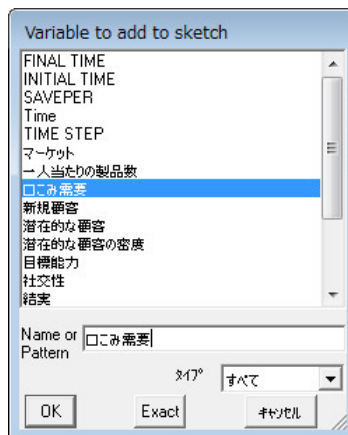 Variable to add to sketch
FINAL TIME
INITIAL TIME
SAVEPER
Time
TIME STEP
マーケット
一人当たりの製品数
口こみ需要
新規顧客
潜在的な顧客
潜在的な顧客の密度
目標能力
社交性
結実
Name or
Pattern
口こみ需要
ﾀｲﾌﾟ
すべて
OK
Exact
ｷｬﾝｾﾙ